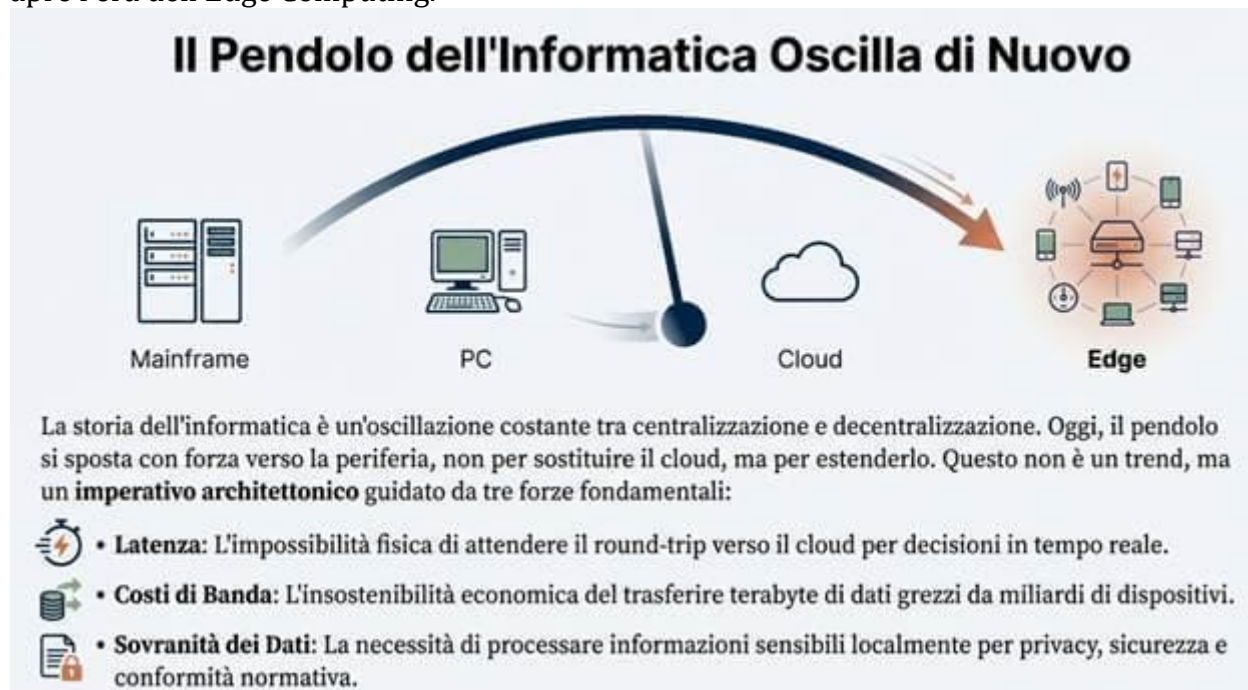 apre l'era dell'Edge Computing.
Il Pendolo dell'Informatica Oscilla di Nuovo
Mainframe
PC
Cloud
Edge
La storia dell'informatica è un'oscillazione costante tra centralizzazione e decentralizzazione. Oggi, il pendolo
si sposta con forza verso la periferia, non per sostituire il cloud, ma per estenderlo. Questo non è un trend, ma
un imperativo architettonico guidato da tre forze fondamentali:
• Latenza: L'impossibilità fisica di attendere il round-trip verso il cloud per decisioni in tempo reale.
• Costi di Banda: L'insostenibilità economica del trasferire terabyte di dati grezzi da miliardi di dispositivi.
• Sovranità dei Dati: La necessità di processare informazioni sensibili localmente per privacy, sicurezza e
conformità normativa.